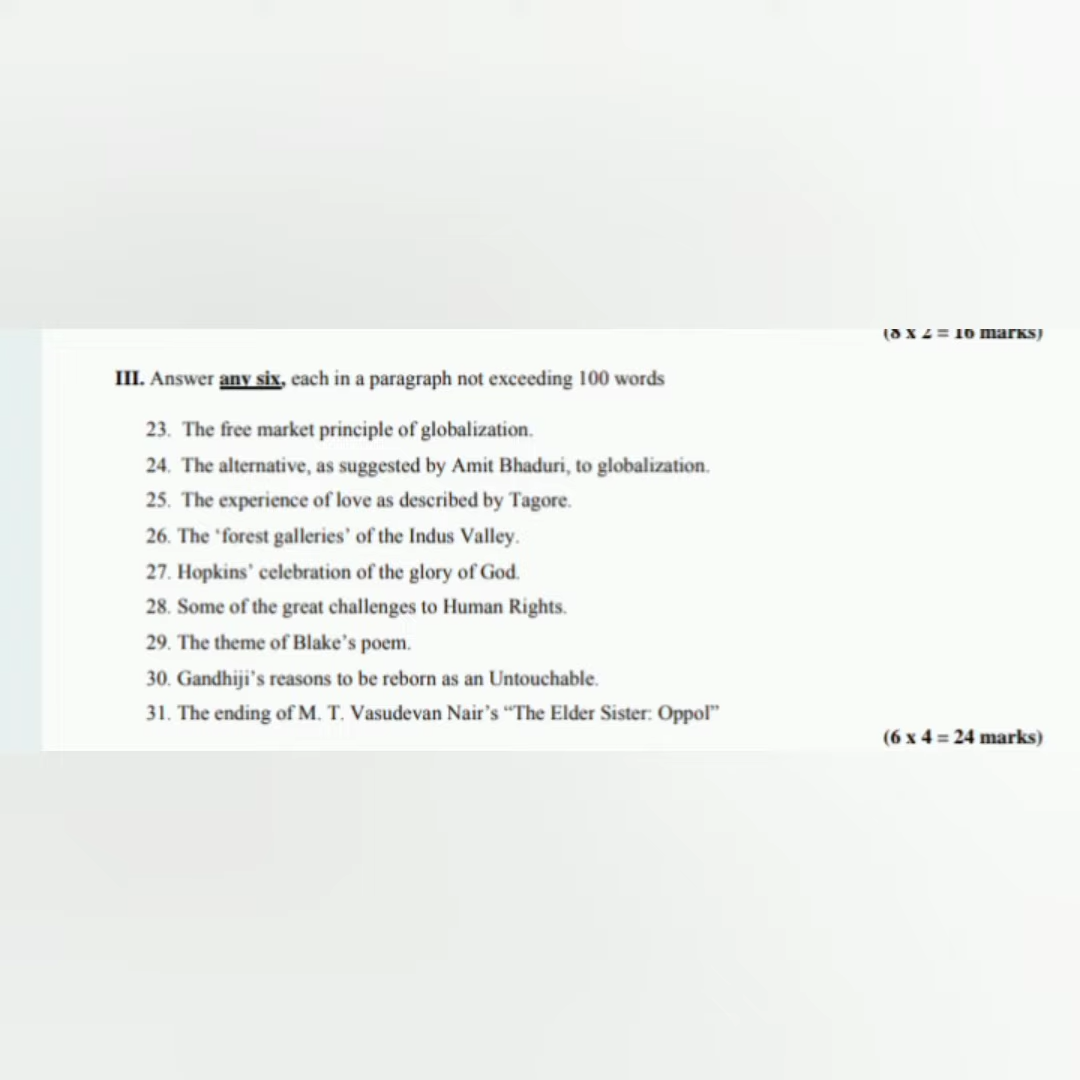 (8 x 2 = 16 marks)
III. Answer any six, each in a paragraph not exceeding 100 words
23. The free market principle of globalization.
24. The alternative, as suggested by Amit Bhaduri, to globalization.
25. The experience of love as described by Tagore.
26. The ‘forest galleries’ of the Indus Valley.
27. Hopkins’ celebration of the glory of God.
28. Some of the great challenges to Human Rights.
29. The theme of Blake’s poem.
30. Gandhiji’s reasons to be reborn as an Untouchable.
31. The ending of M. T. Vasudevan Nair’s “The Elder Sister: Oppol”
(6 x 4 = 24 marks)